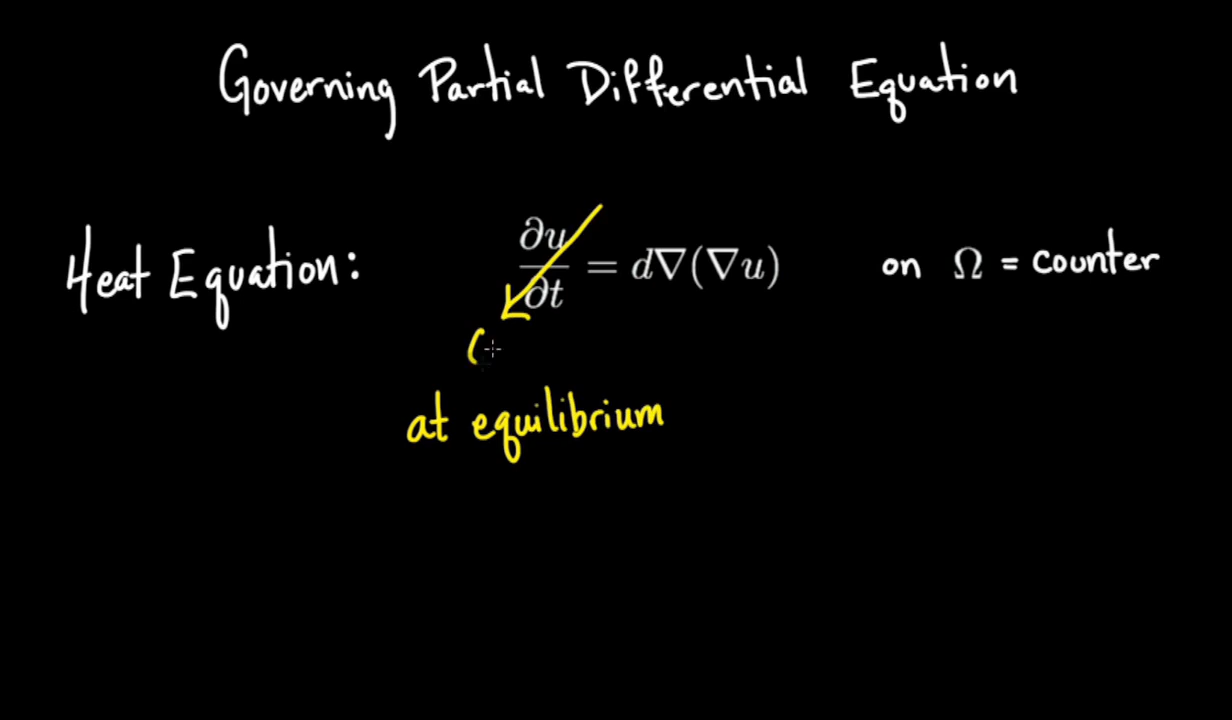 Governing Partial Differential Equation
Heat Equation: ∂u/∂t = d∇(∇u) on Ω = counter
at equilibrium